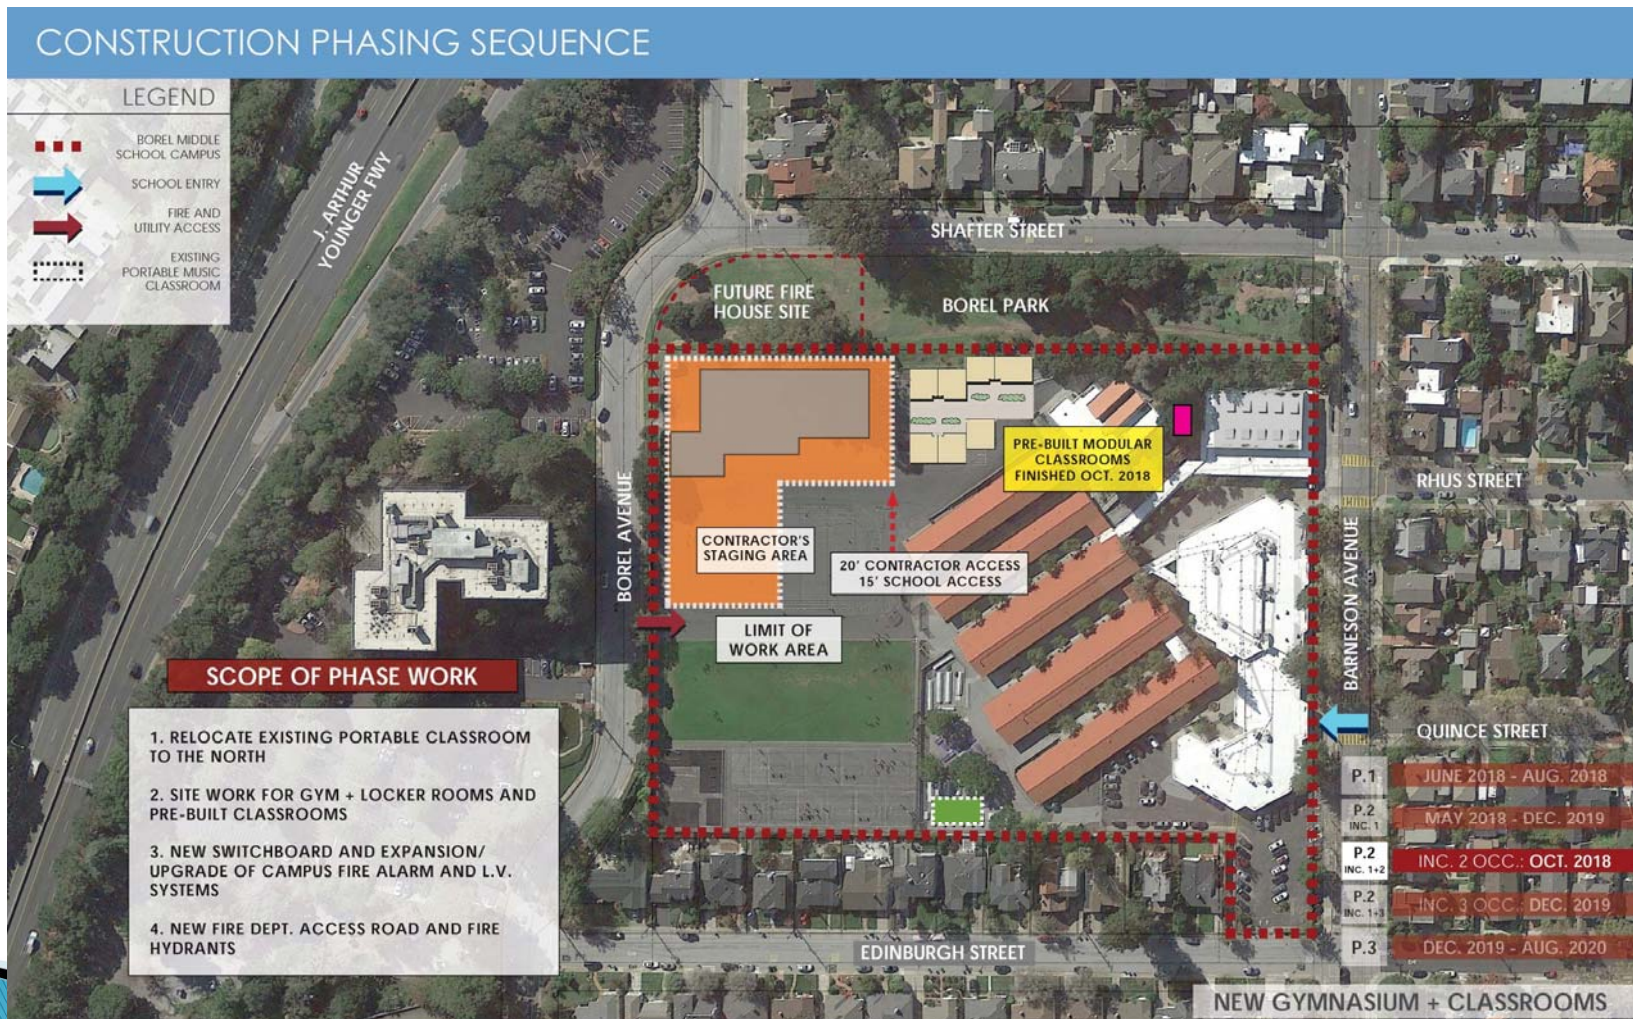 CONSTRUCTION PHASING SEQUENCE
LEGEND
BOREL MIDDLE
SCHOOL CAMPUS
SCHOOL ENTRY
FIRE AND
UTILITY ACCESS
EXISTING
PORTABLE MUSIC
CLASSROOM
J. ARTHUR
YOUNGER FWY
SHAFTER STREET
FUTURE FIRE
HOUSE SITE
BOREL PARK
PRE-BUILT MODULAR
CLASSROOMS
FINISHED OCT. 2018
RHUS STREET
BOREL AVENUE
CONTRACTOR'S
STAGING AREA
20' CONTRACTOR ACCESS
15' SCHOOL ACCESS
LIMIT OF
WORK AREA
BARNESON AVENUE
QUINCE STREET
SCOPE OF PHASE WORK
1. RELOCATE EXISTING PORTABLE CLASSROOM
TO THE NORTH
2. SITE WORK FOR GYM + LOCKER ROOMS AND
PRE-BUILT CLASSROOMS
3. NEW SWITCHBOARD AND EXPANSION/
UPGRADE OF CAMPUS FIRE ALARM AND L.V.
SYSTEMS
4. NEW FIRE DEPT. ACCESS ROAD AND FIRE
HYDRANTS
P.1 JUNE 2018 - AUG. 2018
P.2
INC. 1 MAY 2018 - DEC. 2019
P.2
INC. 1+2 INC. 2 OCC.: OCT. 2018
P.2
INC. 1+3 INC. 3 OCC.: DEC. 2019
P.3 DEC. 2019 - AUG. 2020
EDINBURGH STREET
NEW GYMNASIUM + CLASSROOMS